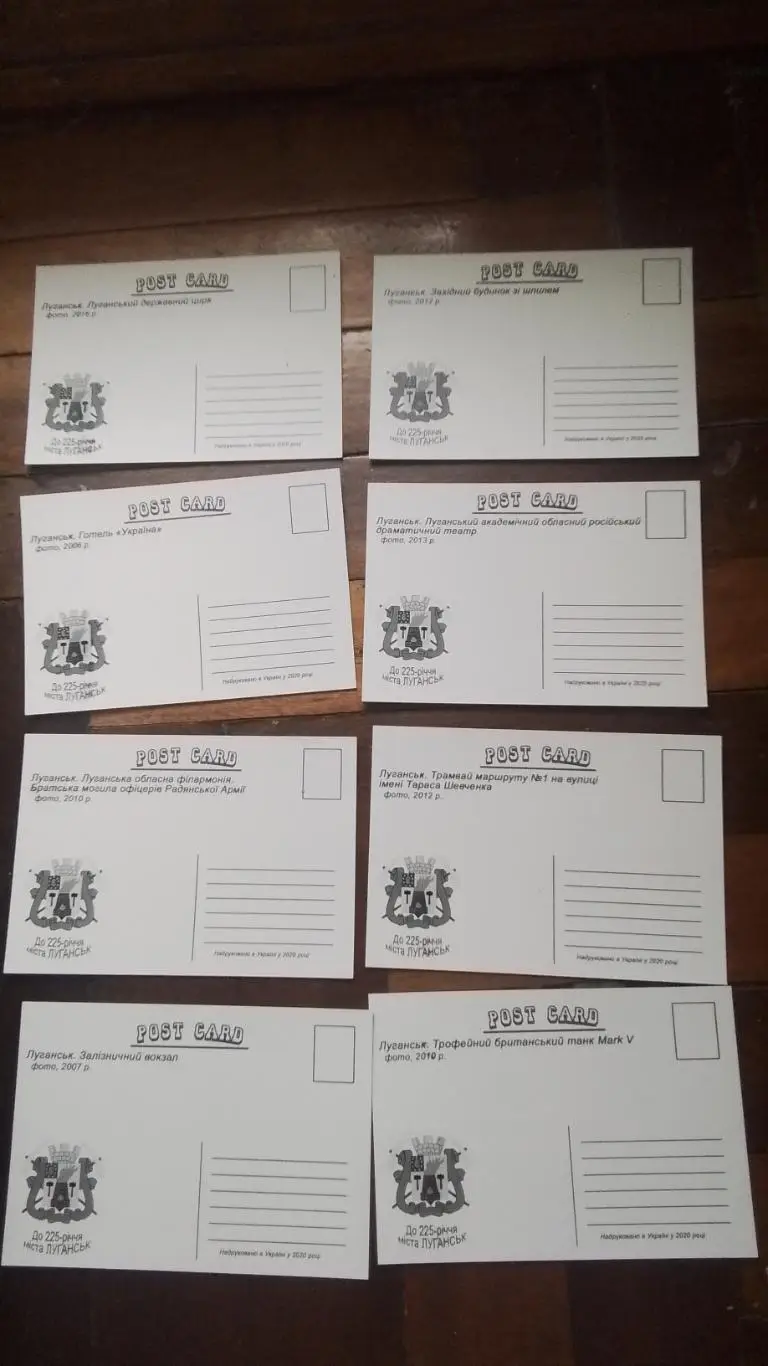 POST CARD
Луганськ. Луганський державний цирк
фото, 2016 р.
До 225-річчя
міста ЛУГАНСЬК
Надруковано в Україні у 2020 році
POST CARD
Луганськ. Західний будинок зі шпилем
фото, 2012 р.
До 225-річчя
міста ЛУГАНСЬК
Надруковано в Україні у 2020 році
POST CARD
Луганськ. Готель «Україна»
фото, 2006 р.
До 225-річчя
міста ЛУГАНСЬК
Надруковано в Україні у 2020 році
POST CARD
Луганськ. Луганський академічний обласний російський
драматичний театр
фото, 2013 р.
До 225-річчя
міста ЛУГАНСЬК
Надруковано в Україні у 2020 році
POST CARD
Луганськ. Луганська обласна філармонія.
Братська могила офіцерів Радянської Армії
фото, 2010 р.
До 225-річчя
міста ЛУГАНСЬК
Надруковано в Україні у 2020 році
POST CARD
Луганськ. Трамвай маршруту №1 на вулиці
імені Тараса Шевченка
фото, 2012 р.
До 225-річчя
міста ЛУГАНСЬК
Надруковано в Україні у 2020 році
POST CARD
Луганськ. Залізничний вокзал
фото, 2007 р.
До 225-річчя
міста ЛУГАНСЬК
Надруковано в Україні у 2020 році
POST CARD
Луганськ. Трофейний британський танк Mark V
фото, 2010 р.
До 225-річчя
міста ЛУГАНСЬК
Надруковано в Україні у 2020 році